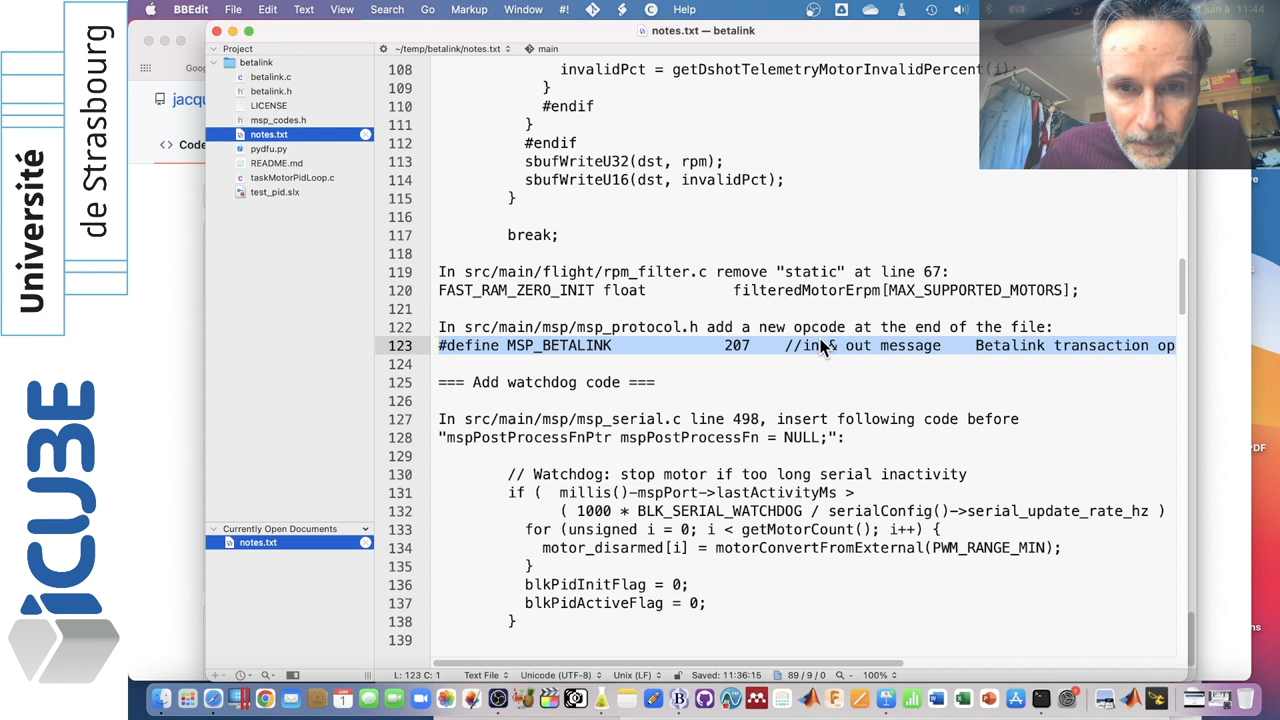 Université
de Strasbourg
iCUBE
BBEdit File Edit Text View Search Go Markup Window #!
juin à 11:44
notes.txt — betalink
Project
~/temp/betalink/notes.txt
main
Goo
jacqu
<> Code
betalink
betalink.c
betalink.h
LICENSE
msp_codes.h
notes.txt
pydfu.py
README.md
taskMotorPidLoop.c
test_pid.slx
Currently Open Documents
notes.txt
108 invalidPct = getDshotTelemetryMotorInvalidPercent(i);
109 }
110 #endif
111 }
112 #endif
113 sbufWriteU32(dst, rpm);
114 sbufWriteU16(dst, invalidPct);
115 }
116
117 break;
118
119 In src/main/flight/rpm_filter.c remove "static" at line 67:
120 FAST_RAM_ZERO_INIT float filteredMotorErpm[MAX_SUPPORTED_MOTORS];
121
122 In src/main/msp/msp_protocol.h add a new opcode at the end of the file:
123 #define MSP_BETALINK 207 //in & out message Betalink transaction op
124
125 === Add watchdog code ===
126
127 In src/main/msp/msp_serial.c line 498, insert following code before
128 "mspPostProcessFnPtr mspPostProcessFn = NULL;":
129
130 // Watchdog: stop motor if too long serial inactivity
131 if ( millis()-mspPort->lastActivityMs >
132 ( 1000 * BLK_SERIAL_WATCHDOG / serialConfig()->serial_update_rate_hz )
133 for (unsigned i = 0; i < getMotorCount(); i++) {
134 motor_disarmed[i] = motorConvertFromExternal(PWM_RANGE_MIN);
135 }
136 blkPidInitFlag = 0;
137 blkPidActiveFlag = 0;
138 }
139
L: 123 C: 1 Text File Unicode (UTF-8) Unix (LF) Saved: 11:36:15 89 / 9 / 0 100%
PDF